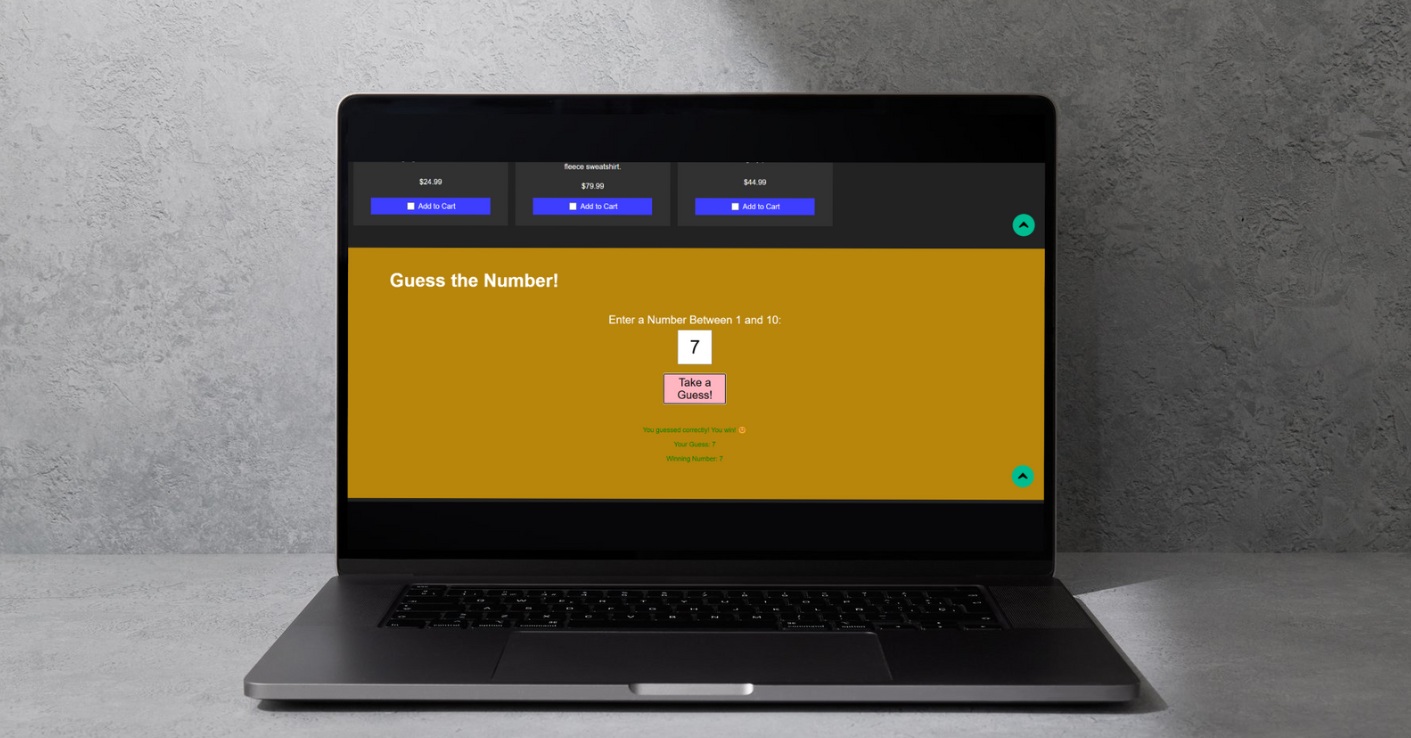 fleece sweatshirt.
$24.99
$79.99
$44.99
Add to Cart
Add to Cart
Add to Cart
Guess the Number!
Enter a Number Between 1 and 10:
7
Take a
Guess!
You guessed correctly! You win! 😊
Your Guess: 7
Winning Number: 7